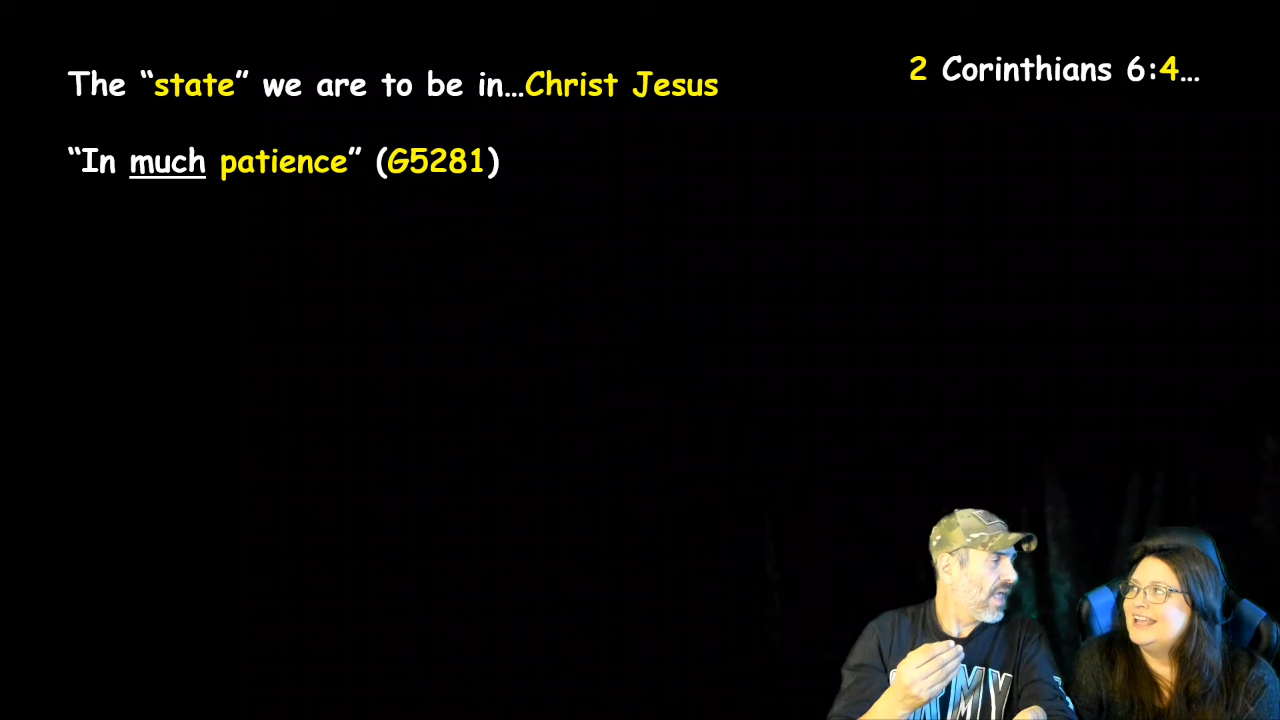 The “state” we are to be in...Christ Jesus
2 Corinthians 6:4...
“In much patience” (G5281)